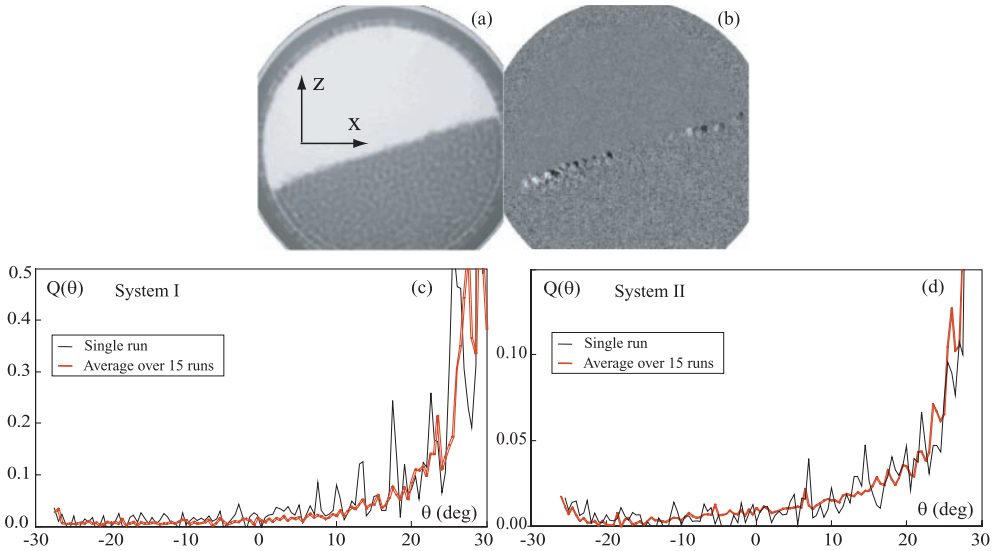 (a)
(b)
z
x
Q(θ) System I (c)
Single run
Average over 15 runs
0.5
0.4
0.3
0.2
0.1
0.0
θ (deg)
-30 -20 -10 0 10 20 30
Q(θ) System II (d)
Single run
Average over 15 runs
0.10
0.05
0.00
θ (deg)
-30 -20 -10 0 10 20 30